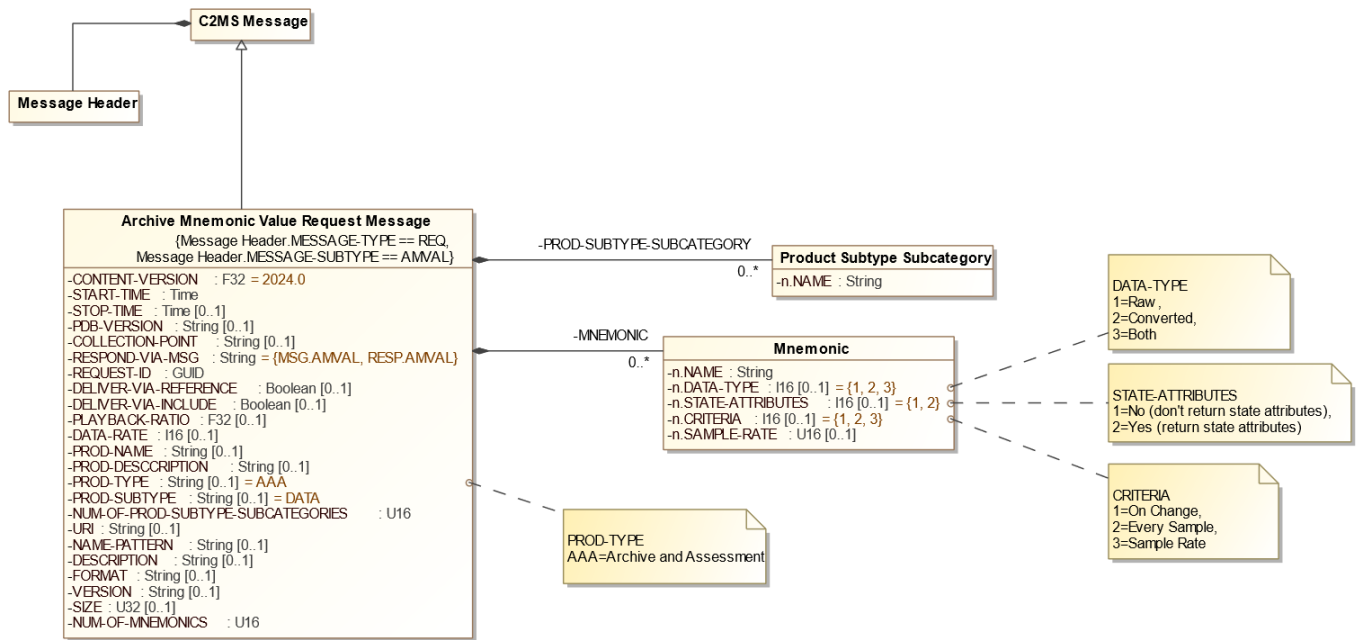 C2MS Message
Message Header
Archive Mnemonic Value Request Message
{Message Header.MESSAGE-TYPE == REQ,
Message Header.MESSAGE-SUBTYPE == AMVAL}
-CONTENT-VERSION : F32 = 2024.0
-START-TIME : Time
-STOP-TIME : Time [0..1]
-PDB-VERSION : String [0..1]
-COLLECTION-POINT : String [0..1]
-RESPOND-VIA-MSG : String = {MSG.AMVAL, RESP.AMVAL}
-REQUEST-ID : GUID
-DELIVER-VIA-REFERENCE : Boolean [0..1]
-DELIVER-VIA-INCLUDE : Boolean [0..1]
-PLAYBACK-RATIO : F32 [0..1]
-DATA-RATE : I16 [0..1]
-PROD-NAME : String [0..1]
-PROD-DESCCRIPTION : String [0..1]
-PROD-TYPE : String [0..1] = AAA
-PROD-SUBTYPE : String [0..1] = DATA
-NUM-OF-PROD-SUBTYPE-SUBCATEGORIES : U16
-URI : String [0..1]
-NAME-PATTERN : String [0..1]
-DESCRIPTION : String [0..1]
-FORMAT : String [0..1]
-VERSION : String [0..1]
-SIZE : U32 [0..1]
-NUM-OF-MNEMONICS : U16
-PROD-SUBTYPE-SUBCATEGORY
0..*
Product Subtype Subcategory
-n.NAME : String
-MNEMONIC
0..*
Mnemonic
-n.NAME : String
-n.DATA-TYPE : I16 [0..1] = {1, 2, 3}
-n.STATE-ATTRIBUTES : I16 [0..1] = {1, 2}
-n.CRITERIA : I16 [0..1] = {1, 2, 3}
-n.SAMPLE-RATE : U16 [0..1]
DATA-TYPE
1=Raw ,
2=Converted,
3=Both
STATE-ATTRIBUTES
1=No (don't return state attributes),
2=Yes (return state attributes)
CRITERIA
1=On Change,
2=Every Sample,
3=Sample Rate
PROD-TYPE
AAA=Archive and Assessment